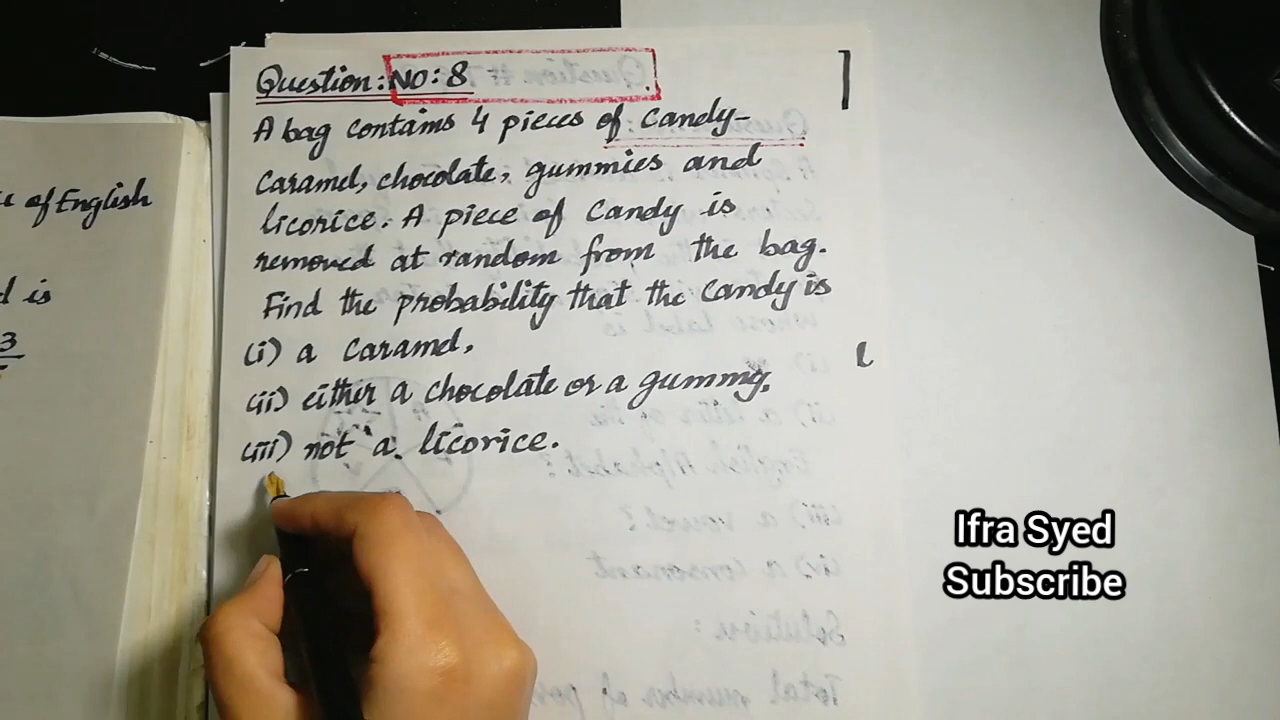 Question: NO: 8
A bag contains 4 pieces of candy-
caramel, chocolate, gummies and
licorice. A piece of candy is
removed at random from the bag.
Find the probability that the candy is
(i) a caramel,
(ii) either a chocolate or a gummy,
(iii) not a licorice.
of English
d is
3
Ifra Syed
Subscribe